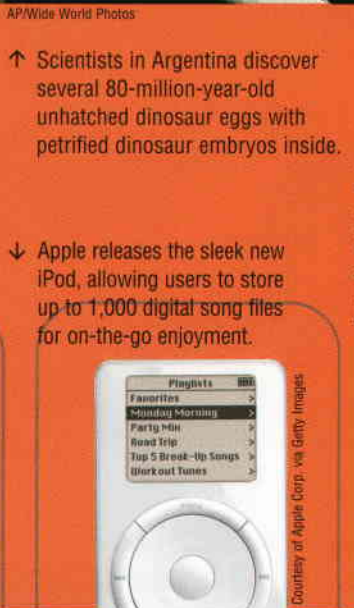 AP/Wide World Photos
↑ Scientists in Argentina discover
several 80-million-year-old
unhatched dinosaur eggs with
petrified dinosaur embryos inside.
↓ Apple releases the sleek new
iPod, allowing users to store
up to 1,000 digital song files
for on-the-go enjoyment.
Playlists
Favorites >
Monday Morning >
Party Mix >
Road Trip >
Top 5 Break-Up Songs >
Workout Tunes >
Courtesy of Apple Corp. via Getty Images